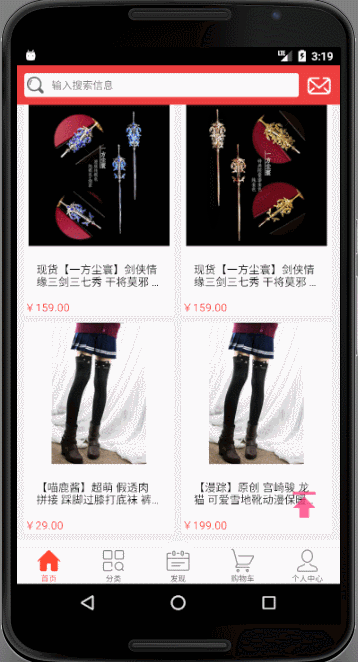 3:19
输入搜索信息
现货【一方尘寰】剑侠情
缘三剑三七秀 干将莫邪 ...
¥159.00
现货【一方尘寰】剑侠情
缘三剑三七秀 干将莫邪 ...
¥159.00
【喵鹿酱】超萌 假透肉
拼接 踩脚过膝打底袜 裤...
¥29.00
【漫踪】原创 宫崎骏 龙
猫 可爱雪地靴动漫保暖
¥199.00
首页
分类
发现
购物车
个人中心